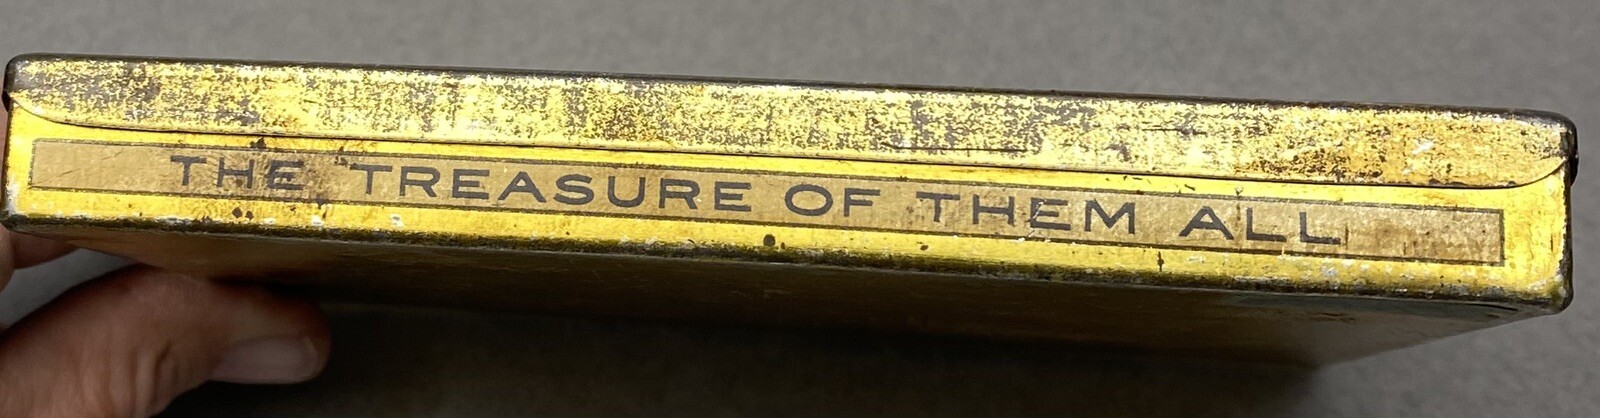 THE TREASURE OF THEM ALL